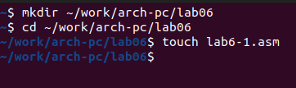 ~$ mkdir ~/work/arch-pc/lab06
~$ cd ~/work/arch-pc/lab06
~/work/arch-pc/lab06$ touch lab6-1.asm
~/work/arch-pc/lab06$